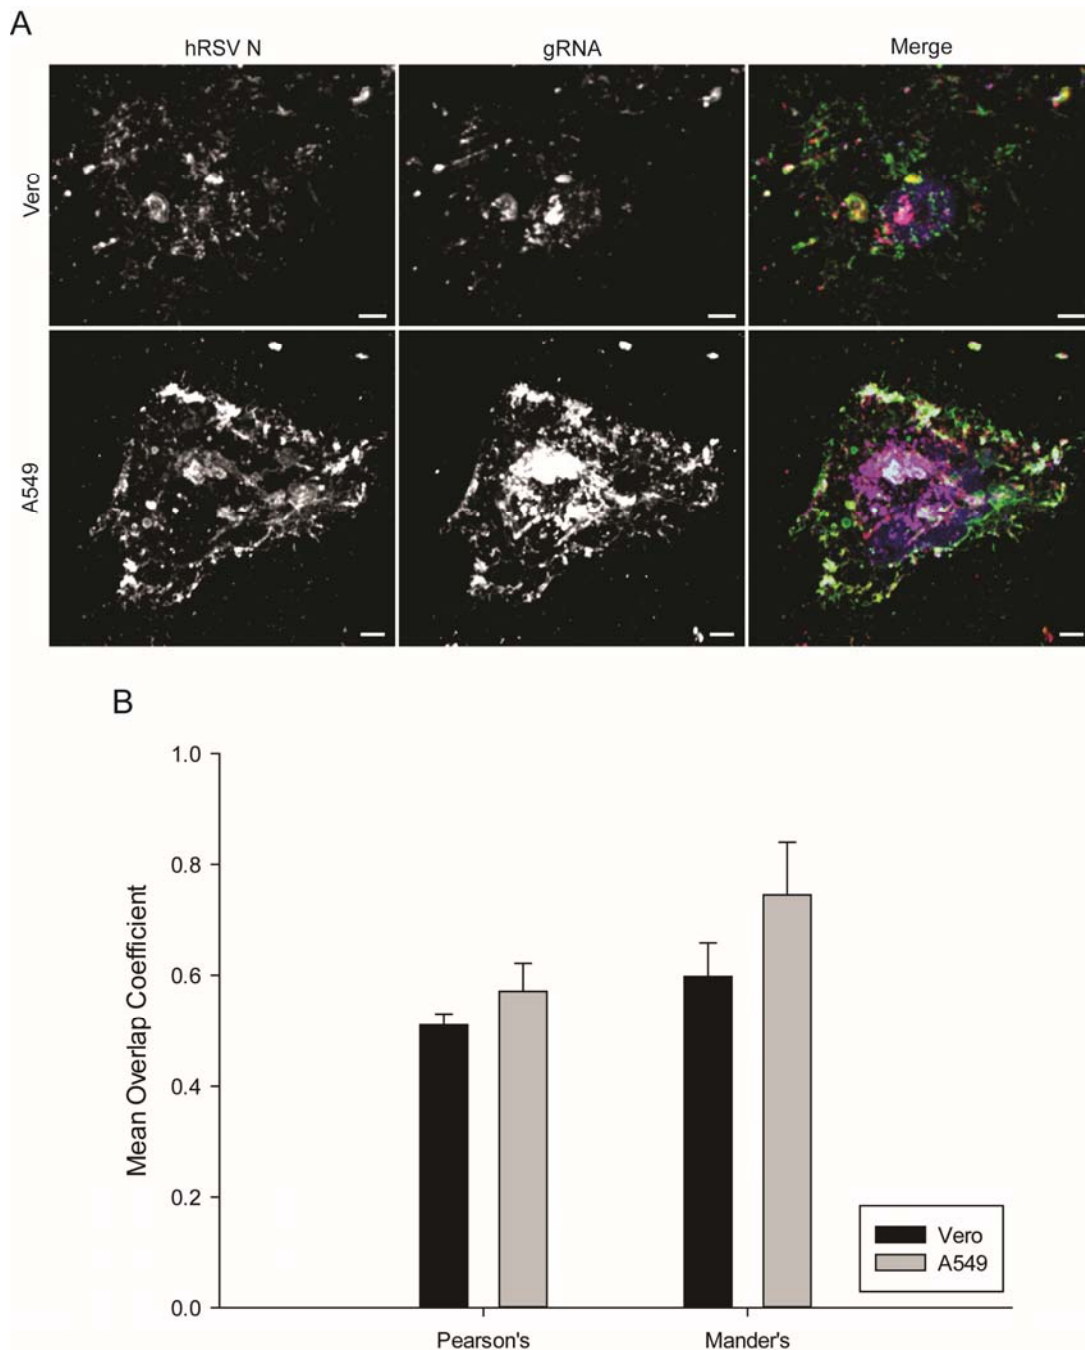 A
hRSV N gRNA Merge
Vero
A549
B
1.0
0.8
0.6
0.4
0.2
0.0
Mean Overlap Coefficient
Vero
A549
Pearson's Mander's